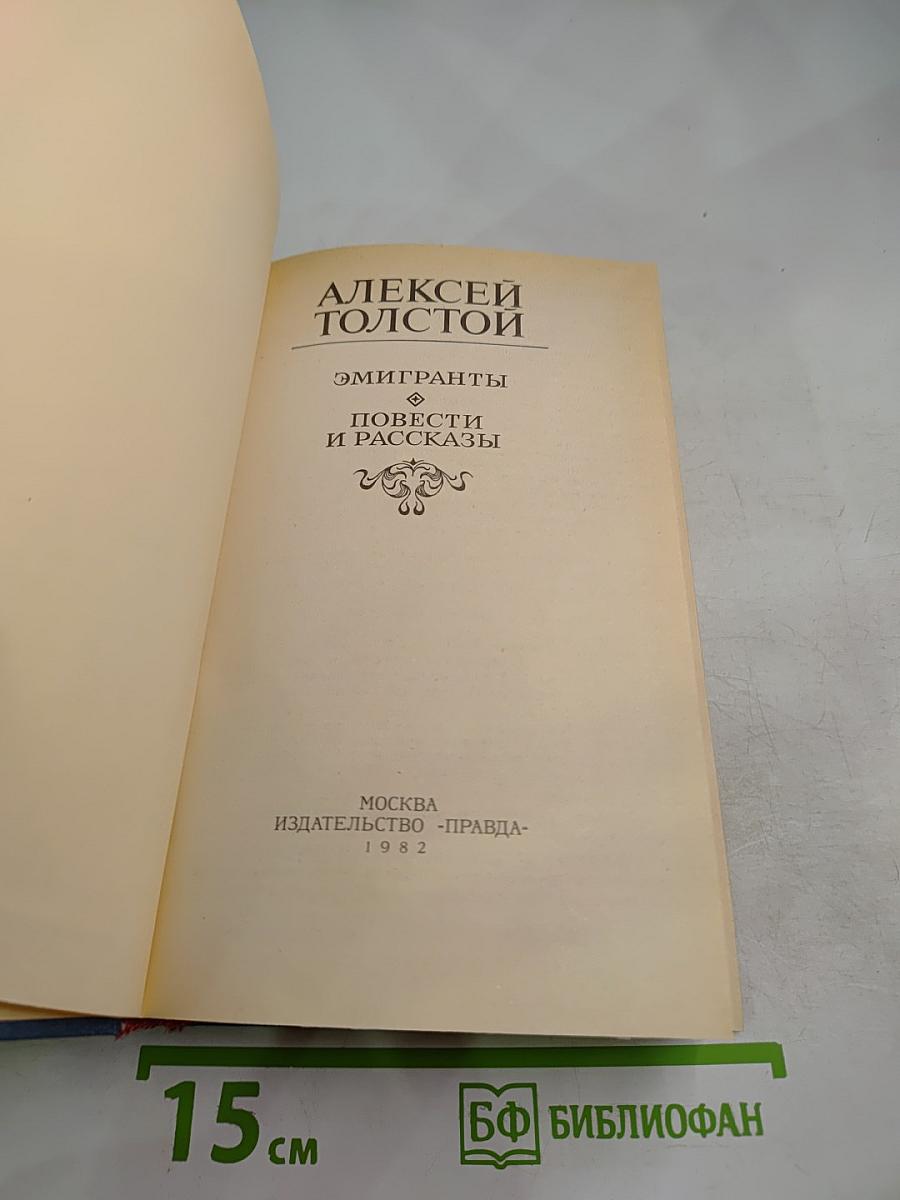 АЛЕКСЕЙ
ТОЛСТОЙ
ЭМИГРАНТЫ
ПОВЕСТИ
И РАССКАЗЫ
МОСКВА
ИЗДАТЕЛЬСТВО «ПРАВДА»
1982
15 см
БФ БИБЛИОФАН